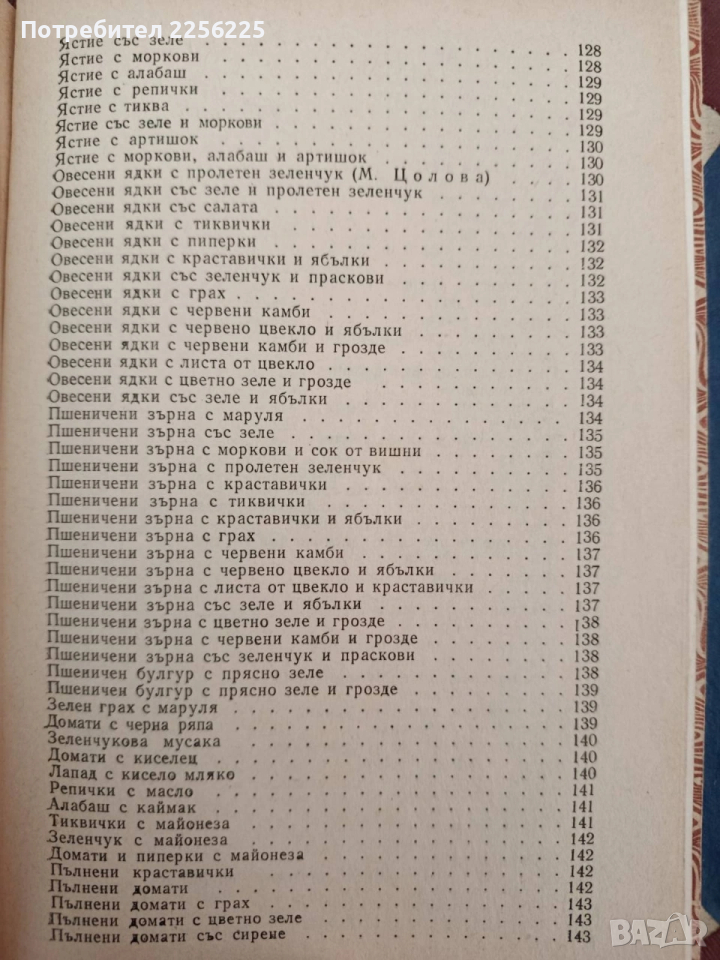 Потребител 2256225
Ястие със зеле . . . . . . . . . . . . . . . 128
Ястие с моркови . . . . . . . . . . . . . . . 128
Ястие с алабаш . . . . . . . . . . . . . . . 129
Ястие с репички . . . . . . . . . . . . . . . 129
Ястие с тиква . . . . . . . . . . . . . . . 129
Ястие със зеле и моркови . . . . . . . . . . . . 129
Ястие с артишок . . . . . . . . . . . . . . . 130
Ястие с моркови, алабаш и артишок . . . . . . . . . 130
Овесени ядки с пролетен зеленчук (М. Цолова) . . . . 130
Овесени ядки със зеле и пролетен зеленчук . . . . . . 131
Овесени ядки със салата . . . . . . . . . . . . 131
Овесени ядки с тиквички . . . . . . . . . . . . 131
Овесени ядки с пиперки . . . . . . . . . . . . 132
Овесени ядки с краставички и ябълки . . . . . . . . 132
Овесени ядки със зеленчук и праскови . . . . . . . . 132
Овесени ядки с грах . . . . . . . . . . . . . . 133
Овесени ядки с червени камби . . . . . . . . . . 133
Овесени ядки с червено цвекло и ябълки . . . . . . . 133
Овесени ядки с червени камби и грозде . . . . . . . . 133
Овесени ядки с листа от цвекло . . . . . . . . . . 134
Овесени ядки с цветно зеле и грозде . . . . . . . . 134
Овесени ядки със зеле и ябълки . . . . . . . . . . 134
Пшеничени зърна с маруля . . . . . . . . . . . . 134
Пшеничени зърна със зеле . . . . . . . . . . . . 135
Пшеничени зърна с моркови и сок от вишни . . . . . . 135
Пшеничени зърна с пролетен зеленчук . . . . . . . . 135
Пшеничени зърна с краставички . . . . . . . . . . 136
Пшеничени зърна с тиквички . . . . . . . . . . . 136
Пшеничени зърна с краставички и ябълки . . . . . . . 136
Пшеничени зърна с грах . . . . . . . . . . . . . 136
Пшеничени зърна с червени камби . . . . . . . . . 137
Пшеничени зърна с червено цвекло и ябълки . . . . . . 137
Пшеничени зърна с листа от цвекло и краставички . . . . 137
Пшеничени зърна със зеле и ябълки . . . . . . . . . 137
Пшеничени зърна с цветно зеле и грозде . . . . . . . 138
Пшеничени зърна с червени камби и грозде . . . . . . 138
Пшеничени зърна със зеленчук и праскови . . . . . . . 138
Пшеничен булгур с прясно зеле . . . . . . . . . . 138
Пшеничен булгур с прясно зеле и грозде . . . . . . . 139
Зелен грах с маруля . . . . . . . . . . . . . . 139
Домати с черна ряпа . . . . . . . . . . . . . . 139
Зеленчукова мусака . . . . . . . . . . . . . . 140
Домати с киселец . . . . . . . . . . . . . . . 140
Лапад с кисело мляко . . . . . . . . . . . . . 140
Репички с масло . . . . . . . . . . . . . . . 141
Алабаш с каймак . . . . . . . . . . . . . . . 141
Тиквички с майонеза . . . . . . . . . . . . . . 141
Зеленчук с майонеза . . . . . . . . . . . . . . 142
Домати и пиперки с майонеза . . . . . . . . . . . 142
Пълнени краставички . . . . . . . . . . . . . . 142
Пълнени домати . . . . . . . . . . . . . . . 142
Пълнени домати с грах . . . . . . . . . . . . . 143
Пълнени домати с цветно зеле . . . . . . . . . . 143
Пълнени домати със сирене . . . . . . . . . . . 143
BAZAR